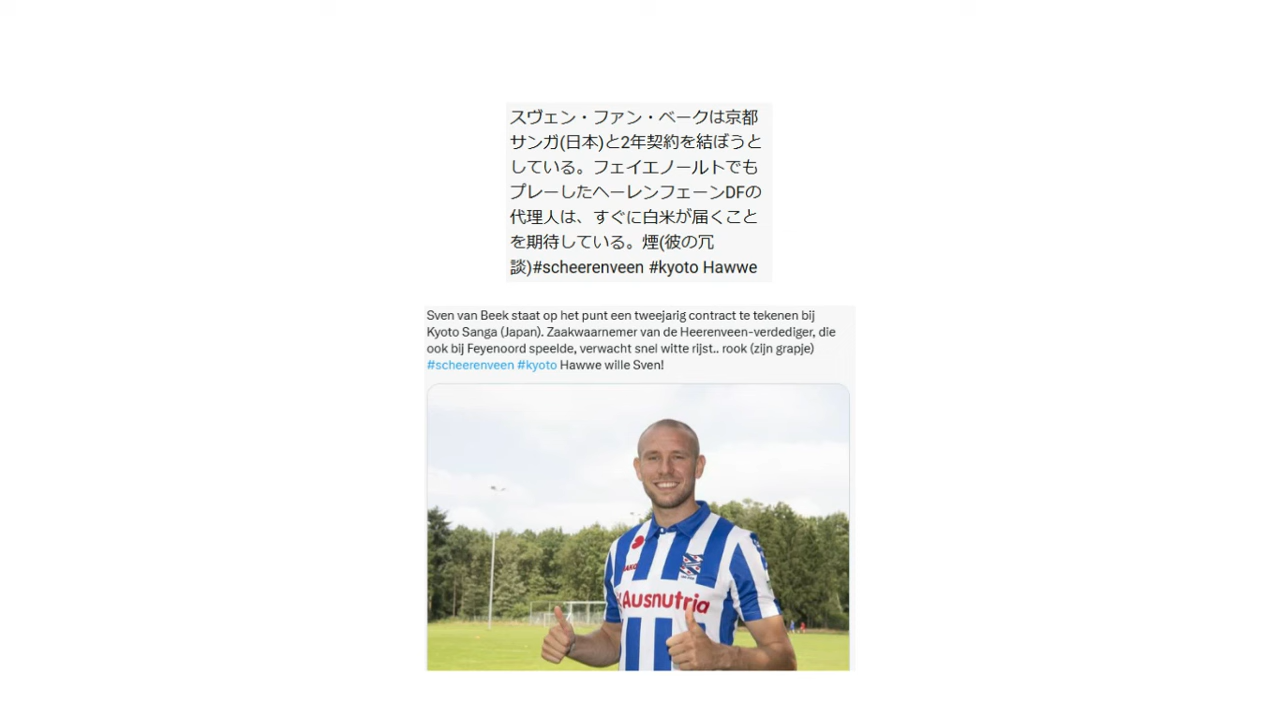 スヴェン・ファン・ベークは京都
サンガ(日本)と2年契約を結ぼうと
している。フェイエノールトでも
プレーしたヘーレンフェーンDFの
代理人は、すぐに白米が届くこと
を期待している。煙(彼の冗
談)#scheerenveen #kyoto Hawwe
Sven van Beek staat op het punt een tweejarig contract te tekenen bij
Kyoto Sanga (Japan). Zaakwaarnemer van de Heerenveen-verdediger, die
ook bij Feyenoord speelde, verwacht snel witte rijst.. rook (zijn grapje)
#scheerenveen #kyoto Hawwe wille Sven!
JAKO
Ausnutria